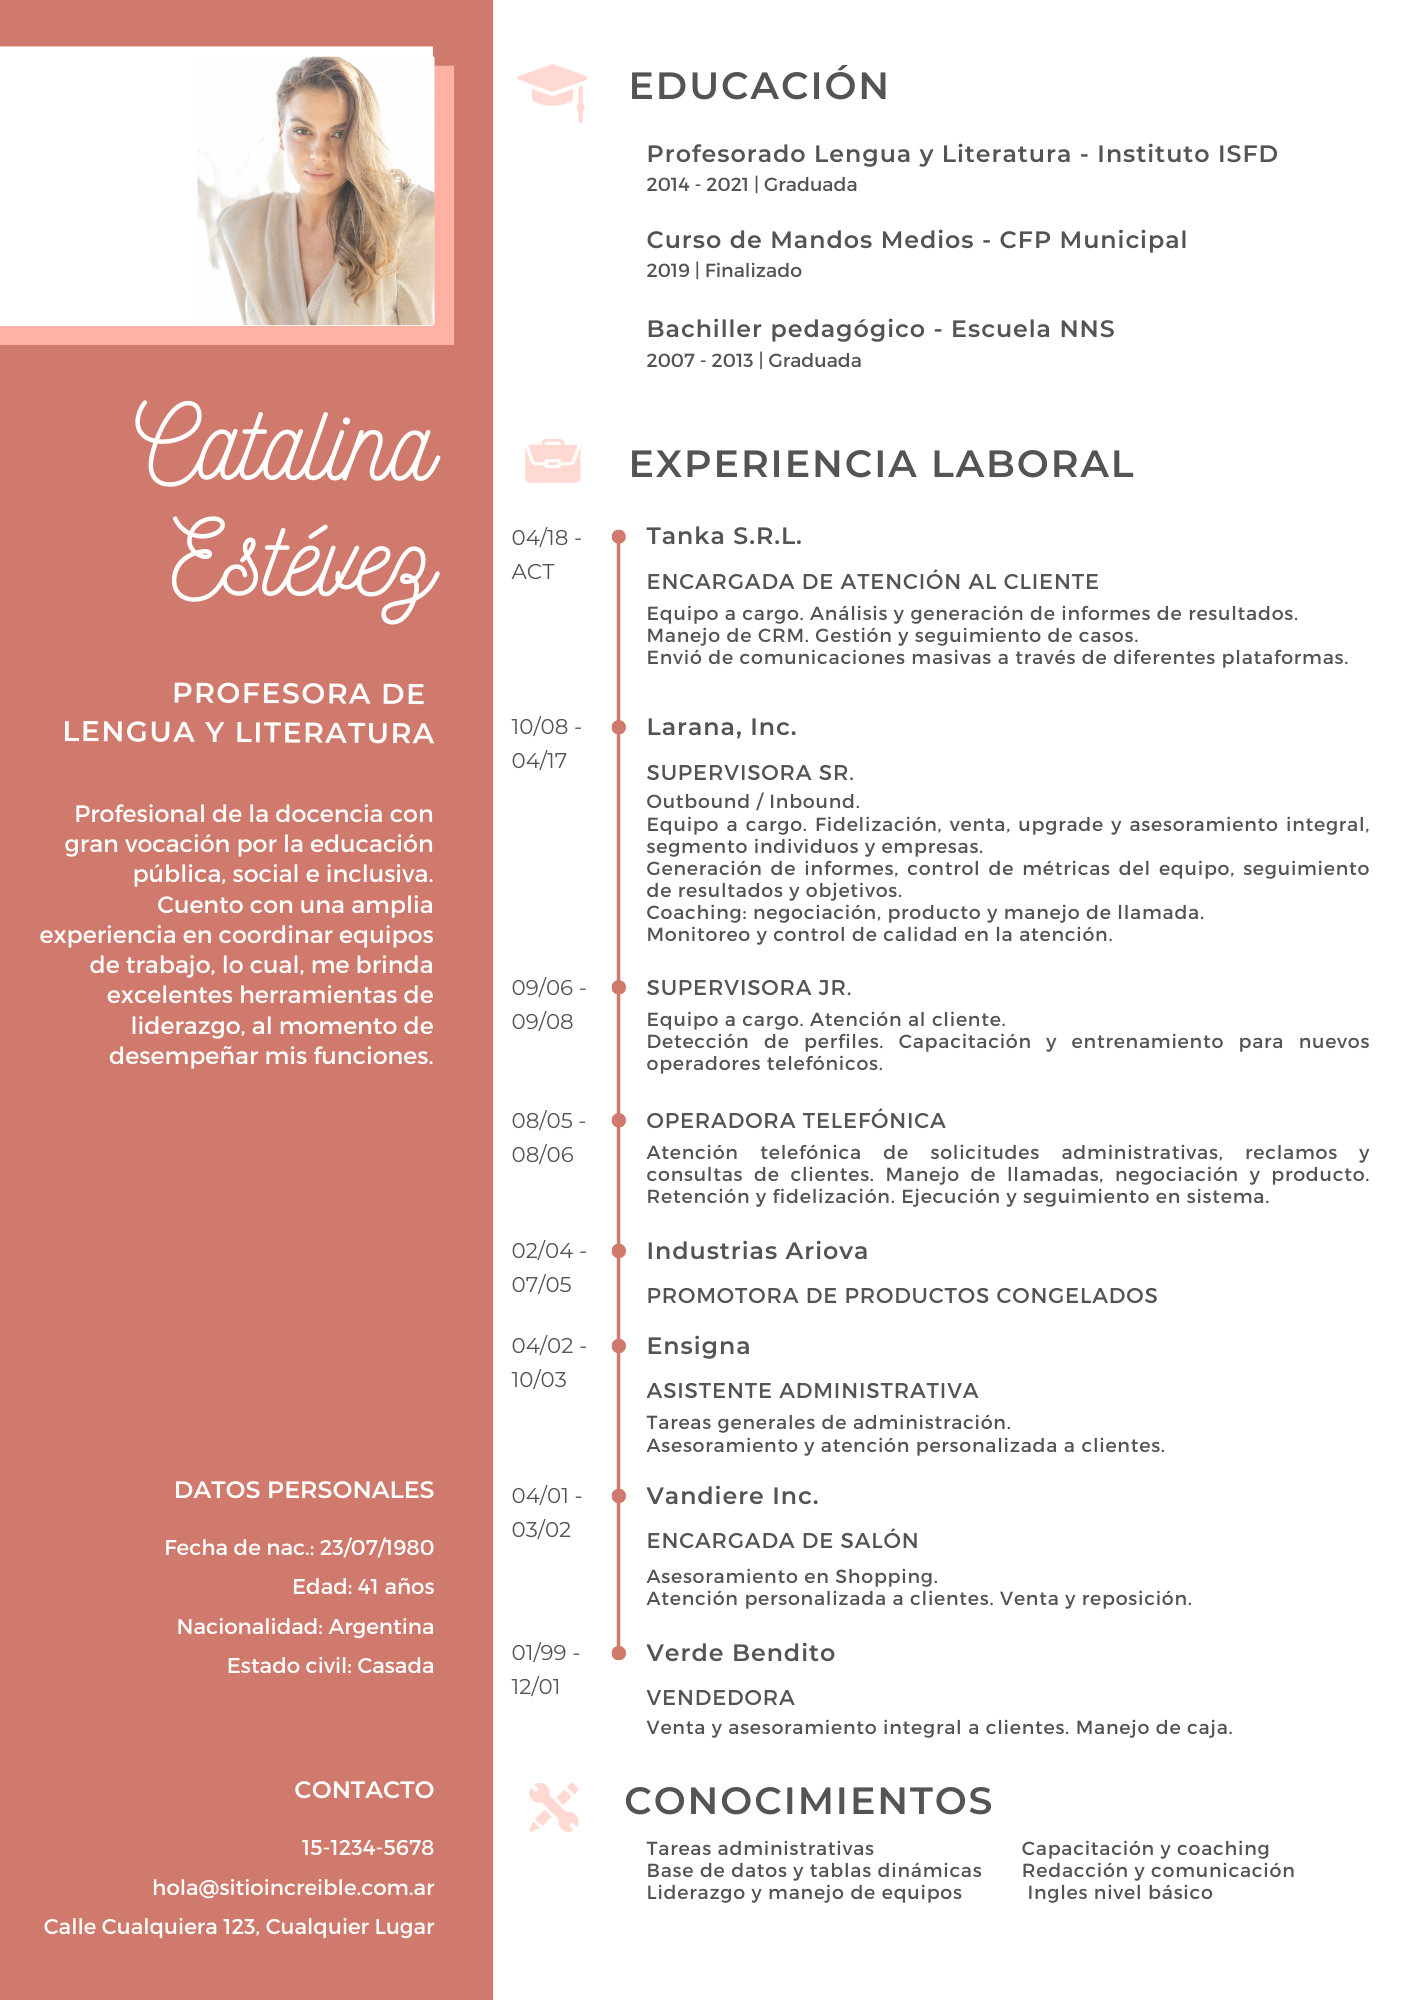 Catalina
Estévez
PROFESORA DE
LENGUA Y LITERATURA
Profesional de la docencia con
gran vocación por la educación
pública, social e inclusiva.
Cuento con una amplia
experiencia en coordinar equipos
de trabajo, lo cual, me brinda
excelentes herramientas de
liderazgo, al momento de
desempeñar mis funciones.
DATOS PERSONALES
Fecha de nac.: 23/07/1980
Edad: 41 años
Nacionalidad: Argentina
Estado civil: Casada
CONTACTO
15-1234-5678
hola@sitioincreible.com.ar
Calle Cualquiera 123, Cualquier Lugar
EDUCACIÓN
Profesorado Lengua y Literatura - Instituto ISFD
2014 - 2021 | Graduada
Curso de Mandos Medios - CFP Municipal
2019 | Finalizado
Bachiller pedagógico - Escuela NNS
2007 - 2013 | Graduada
EXPERIENCIA LABORAL
04/18 -
ACT
Tanka S.R.L.
ENCARGADA DE ATENCIÓN AL CLIENTE
Equipo a cargo. Análisis y generación de informes de resultados.
Manejo de CRM. Gestión y seguimiento de casos.
Envió de comunicaciones masivas a través de diferentes plataformas.
10/08 -
04/17
Larana, Inc.
SUPERVISORA SR.
Outbound / Inbound.
Equipo a cargo. Fidelización, venta, upgrade y asesoramiento integral,
segmento individuos y empresas.
Generación de informes, control de métricas del equipo, seguimiento
de resultados y objetivos.
Coaching: negociación, producto y manejo de llamada.
Monitoreo y control de calidad en la atención.
09/06 -
09/08
SUPERVISORA JR.
Equipo a cargo. Atención al cliente.
Detección de perfiles. Capacitación y entrenamiento para nuevos
operadores telefónicos.
08/05 -
08/06
OPERADORA TELEFÓNICA
Atención telefónica de solicitudes administrativas, reclamos y
consultas de clientes. Manejo de llamadas, negociación y producto.
Retención y fidelización. Ejecución y seguimiento en sistema.
02/04 -
07/05
Industrias Ariova
PROMOTORA DE PRODUCTOS CONGELADOS
04/02 -
10/03
Ensigna
ASISTENTE ADMINISTRATIVA
Tareas generales de administración.
Asesoramiento y atención personalizada a clientes.
04/01 -
03/02
Vandiere Inc.
ENCARGADA DE SALÓN
Asesoramiento en Shopping.
Atención personalizada a clientes. Venta y reposición.
01/99 -
12/01
Verde Bendito
VENDEDORA
Venta y asesoramiento integral a clientes. Manejo de caja.
CONOCIMIENTOS
Tareas administrativas
Base de datos y tablas dinámicas
Liderazgo y manejo de equipos
Capacitación y coaching
Redacción y comunicación
Ingles nivel básico